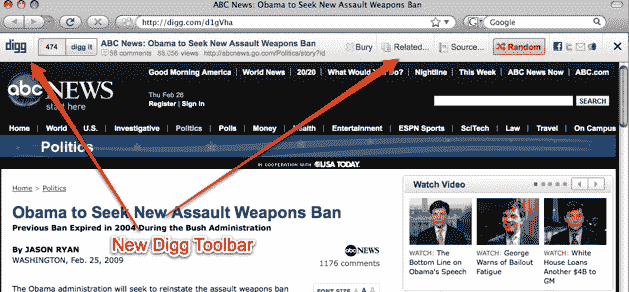 ABC News: Obama to Seek New Assault Weapons Ban
http://digg.com/d1gVha
Google
digg
474 digg it
ABC News: Obama to Seek New Assault Weapons Ban
58 comments http://abcnews.go.com/Politics/story?id
Bury Related... Source... Random
Good Morning America World News 20/20 What Would You Do? Nightline This Week ABC News Now ABC.com
abc NEWS
start here
Thu Feb 26
Register | Sign In
SEARCH
Home World U.S. Investigative Politics Polls Money Health Entertainment ESPN Sports SciTech Law Travel On Campus
Politics
IN COOPERATION WITH USA TODAY.
Home > Politics
Obama to Seek New Assault Weapons Ban
Previous Ban Expired in 2004 During the Bush Administration
New Digg Toolbar
By JASON RYAN
WASHINGTON, Feb. 25, 2009
abc NEWS
1176 comments
The Obama administration will seek to reinstate the assault weapons ban
FONT SIZE A A A
Watch Video
WATCH: The Bottom Line on Obama's Speech
WATCH: George Warns of Bailout Fatigue
WATCH: White House Loans Another $4B to GM